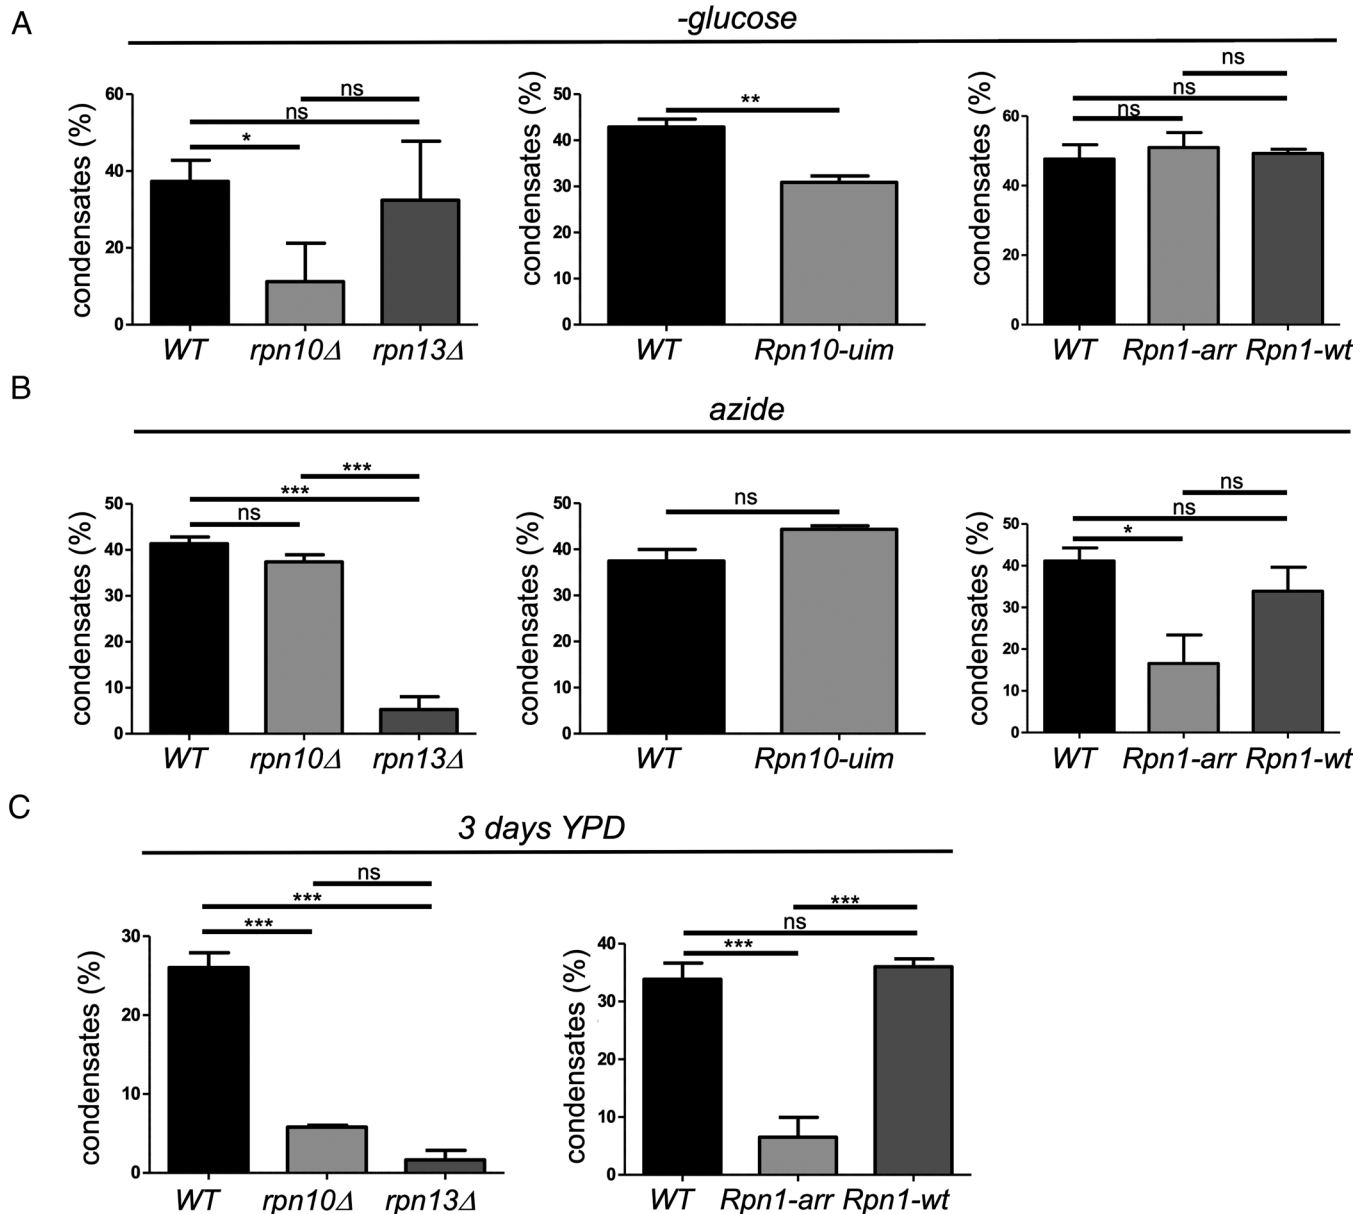 A
-glucose
condensates (%)
60
40
20
0
ns
ns
*
WT
rpn10Δ
rpn13Δ
condensates (%)
50
40
30
20
10
0
**
WT
Rpn10-uim
condensates (%)
60
40
20
0
ns
ns
ns
WT
Rpn1-arr
Rpn1-wt
B
azide
condensates (%)
50
40
30
20
10
0
***
***
ns
WT
rpn10Δ
rpn13Δ
condensates (%)
50
40
30
20
10
0
ns
WT
Rpn10-uim
condensates (%)
50
40
30
20
10
0
ns
ns
*
WT
Rpn1-arr
Rpn1-wt
C
3 days YPD
condensates (%)
30
20
10
0
ns
***
***
WT
rpn10Δ
rpn13Δ
condensates (%)
40
30
20
10
0
***
ns
***
WT
Rpn1-arr
Rpn1-wt